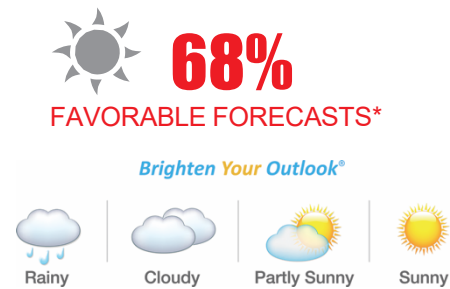 68%
FAVORABLE FORECASTS*
Brighten Your Outlook®
Rainy Cloudy Partly Sunny Sunny